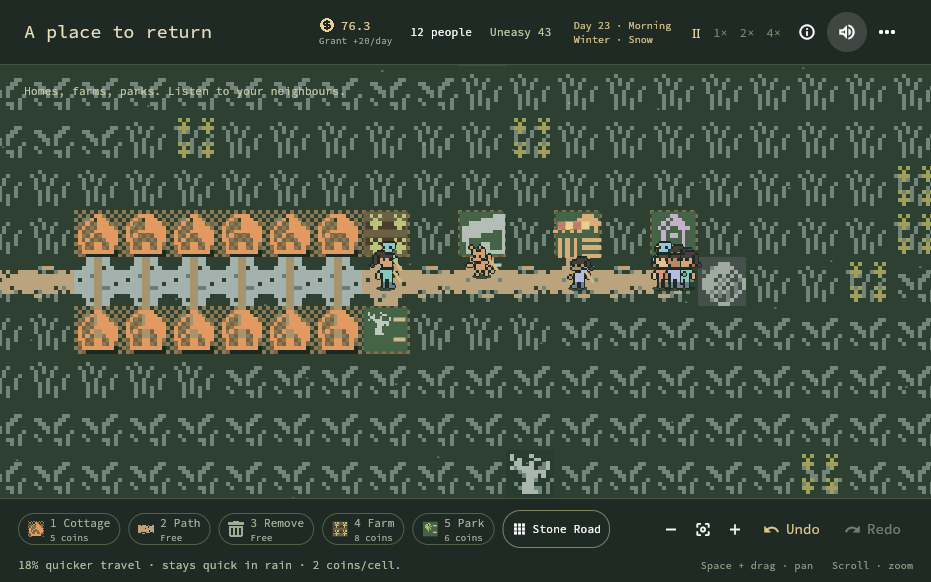 A place to return
76.3
Grant +20/day
12 people
Uneasy 43
Day 23 · Morning
Winter · Snow
1×
2×
4×
Homes, farms, parks. Listen to your neighbours.
1 Cottage
5 coins
2 Path
Free
3 Remove
Free
4 Farm
8 coins
5 Park
6 coins
Stone Road
Undo
Redo
18% quicker travel · stays quick in rain · 2 coins/cell.
Space + drag · pan
Scroll · zoom